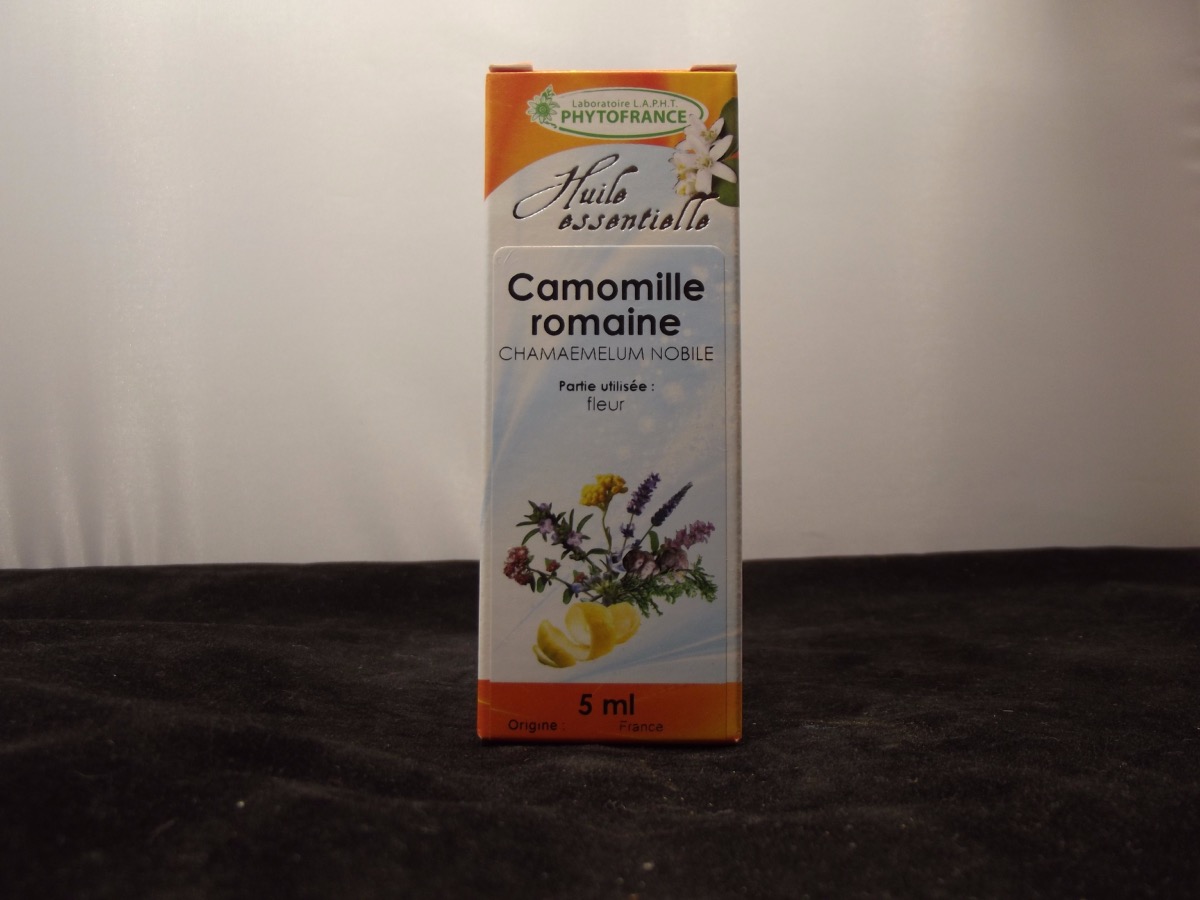 Laboratoire L.A.P.H.T.
PHYTOFRANCE
Huile
essentielle
Camomille
romaine
CHAMAEMELUM NOBILE
Partie utilisée :
fleur
5 ml
Origine : France